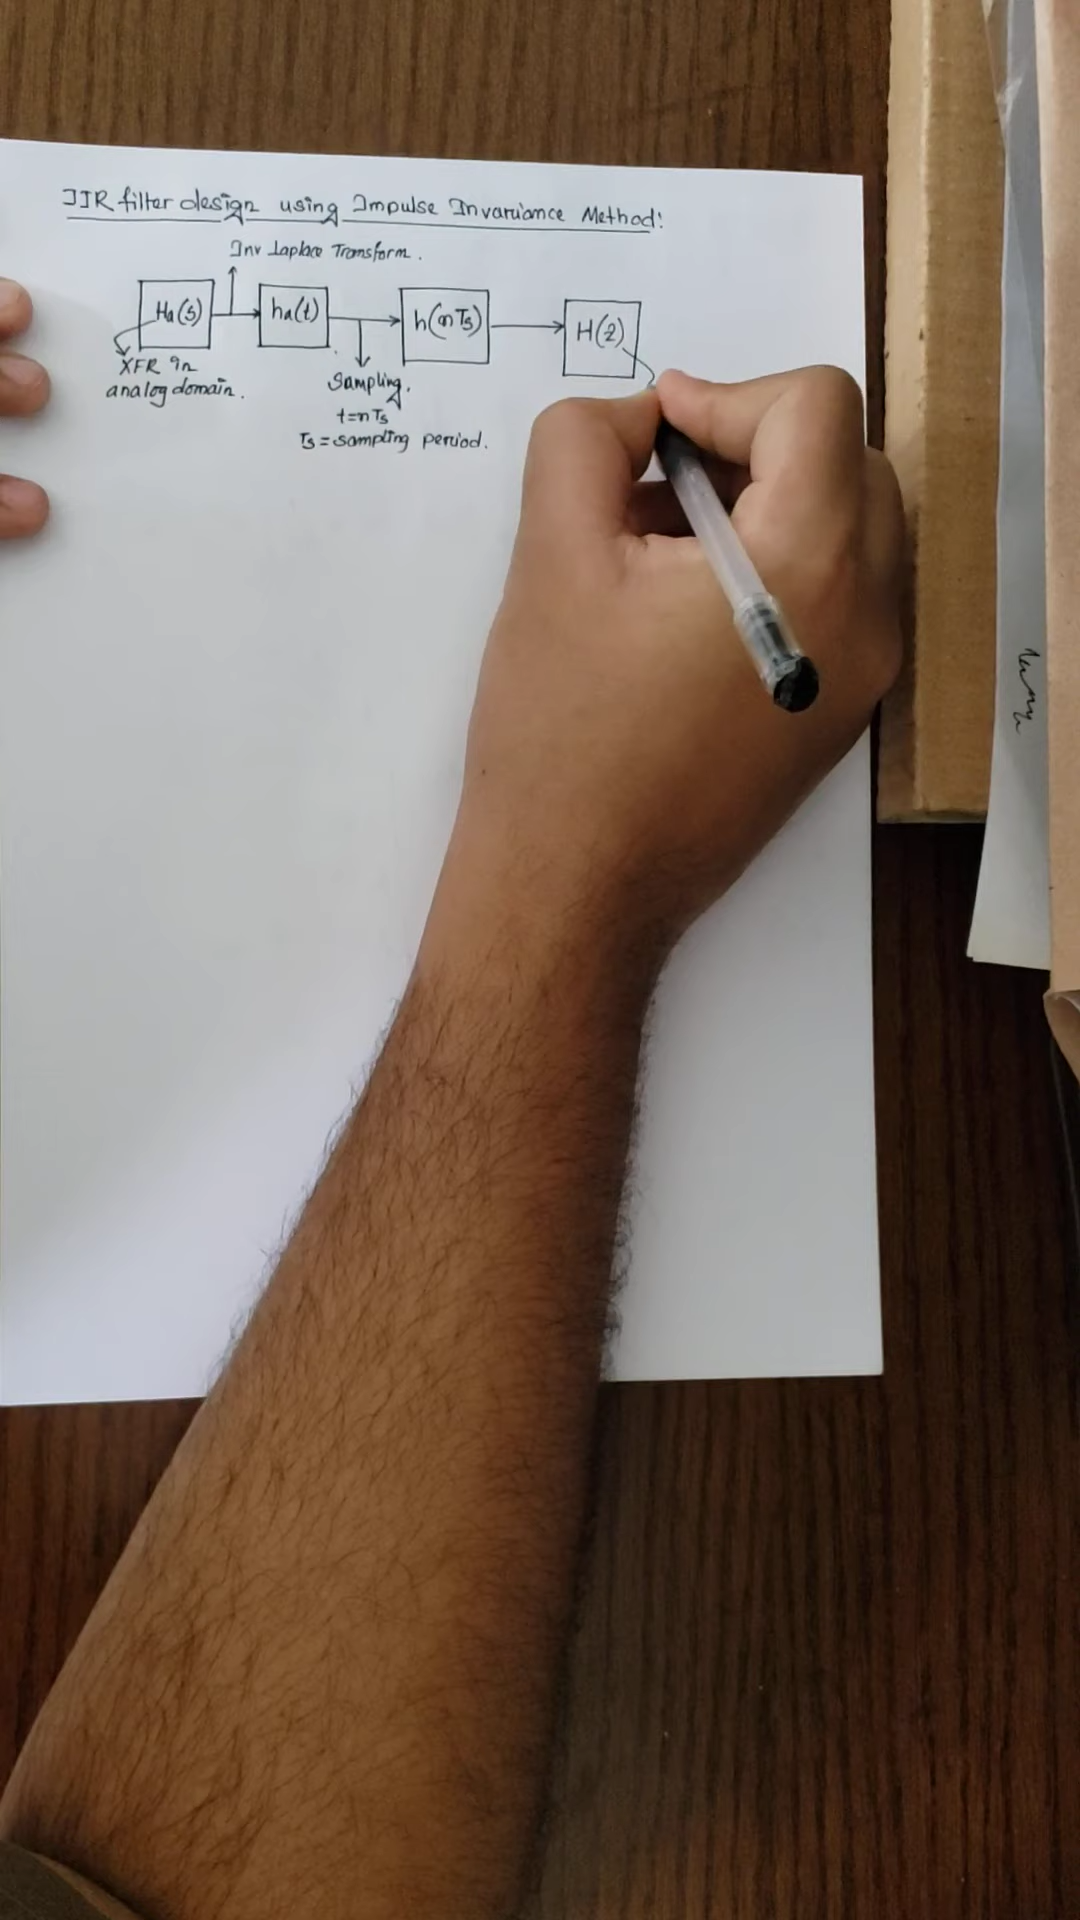 IIR filter design using Impulse Invariance Method:
Inv Laplace Transform.
Ha(s)
ha(t)
h(nTs)
H(z)
XFR in
analog domain.
Sampling.
t=nTs
Ts = sampling period.